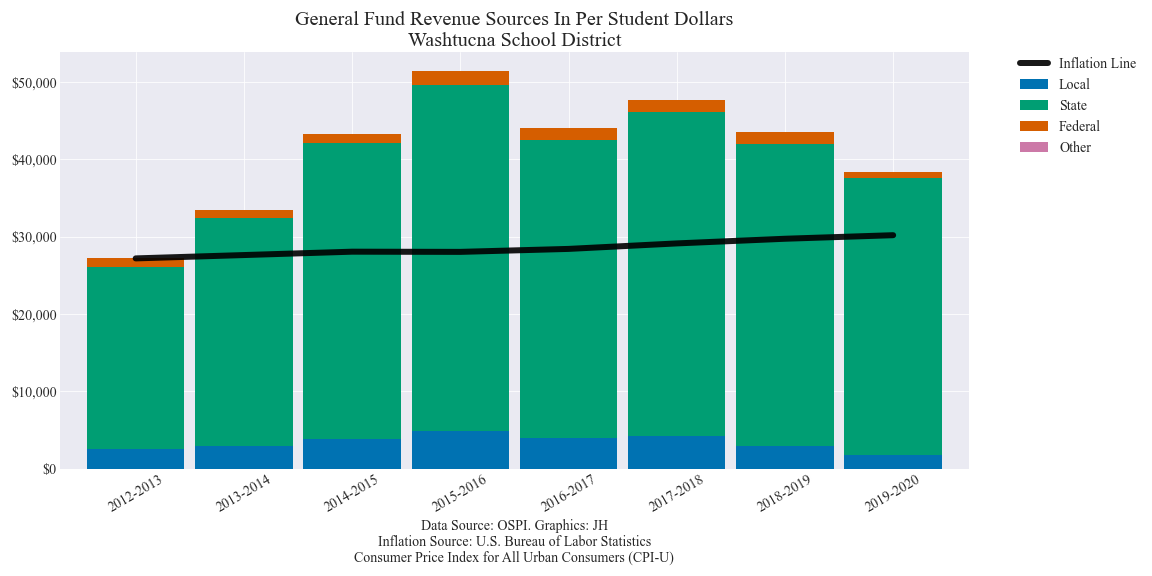 General Fund Revenue Sources In Per Student Dollars
Washtucna School District
Inflation Line
Local
State
Federal
Other
$50,000
$40,000
$30,000
$20,000
$10,000
$0
2012-2013
2013-2014
2014-2015
2015-2016
2016-2017
2017-2018
2018-2019
2019-2020
Data Source: OSPI. Graphics: JH
Inflation Source: U.S. Bureau of Labor Statistics
Consumer Price Index for All Urban Consumers (CPI-U)